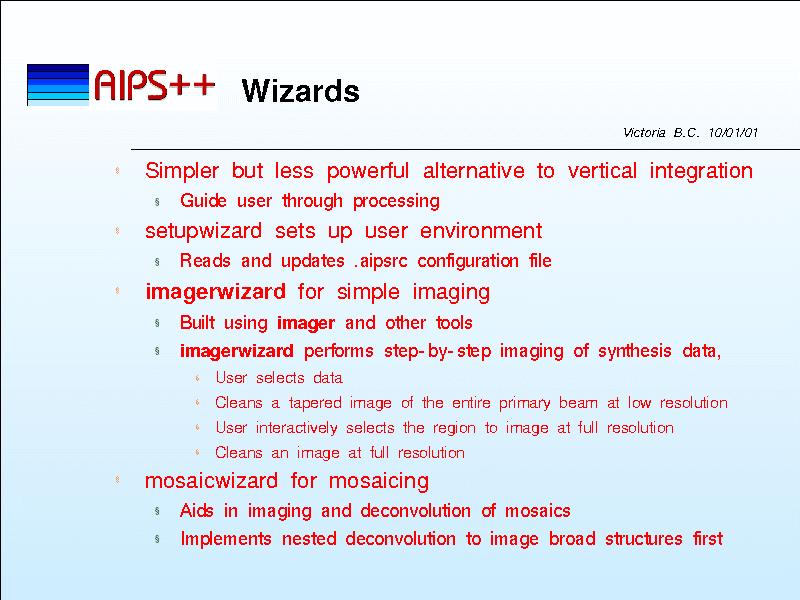 AIPS++ Wizards
Victoria B.C. 10/01/01
§ Simpler but less powerful alternative to vertical integration
§ Guide user through processing
§ setupwizard sets up user environment
§ Reads and updates .aipsrc configuration file
§ imagerwizard for simple imaging
§ Built using imager and other tools
§ imagerwizard performs step-by-step imaging of synthesis data,
§ User selects data
§ Cleans a tapered image of the entire primary beam at low resolution
§ User interactively selects the region to image at full resolution
§ Cleans an image at full resolution
§ mosaicwizard for mosaicing
§ Aids in imaging and deconvolution of mosaics
§ Implements nested deconvolution to image broad structures first